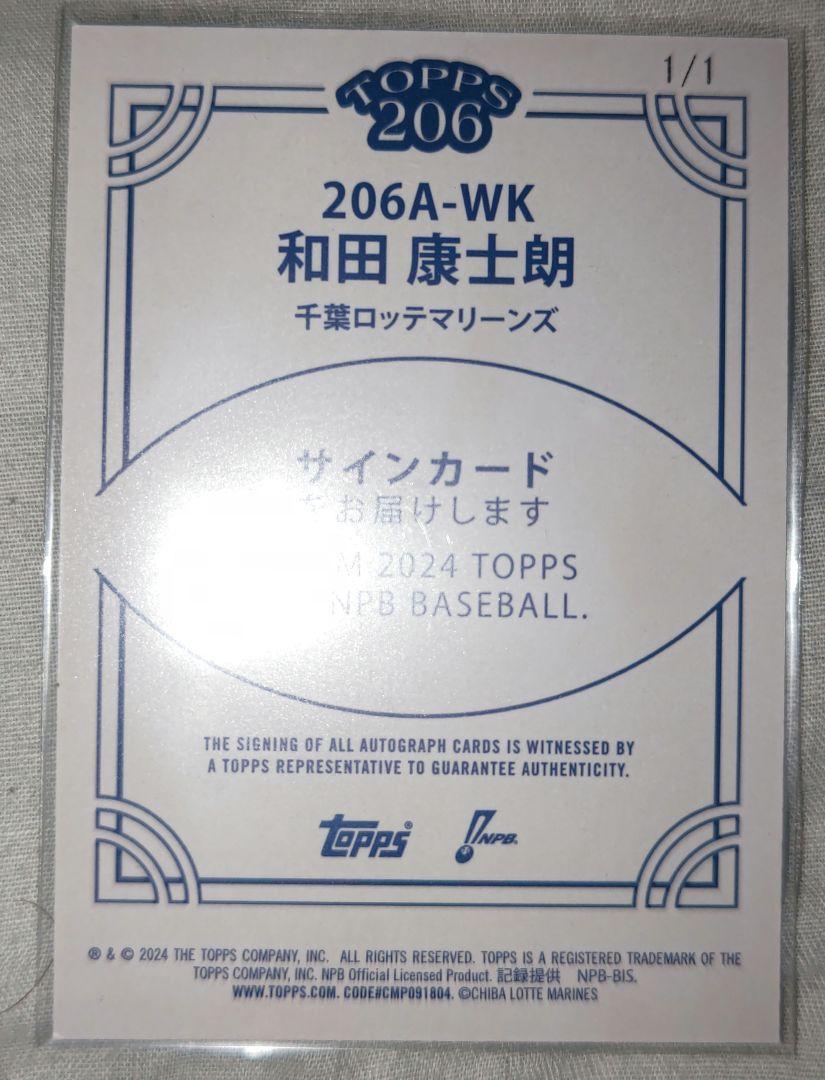 1/1
TOPPS
206
206A-WK
和田 康士朗
千葉ロッテマリーンズ
サインカード
をお届けします
M 2024 TOPPS
NPB BASEBALL.
THE SIGNING OF ALL AUTOGRAPH CARDS IS WITNESSED BY
A TOPPS REPRESENTATIVE TO GUARANTEE AUTHENTICITY.
topps® NPB.
® & © 2024 THE TOPPS COMPANY, INC. ALL RIGHTS RESERVED. TOPPS IS A REGISTERED TRADEMARK OF THE
TOPPS COMPANY, INC. NPB Official Licensed Product. 記録提供 NPB-BIS.
WWW.TOPPS.COM. CODE#CMP091804. ©CHIBA LOTTE MARINES